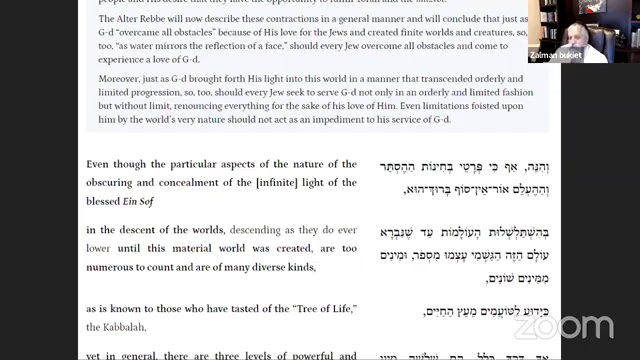 people and His desire that they have the opportunity to fulfill Torah and the mitzvot.
The Alter Rebbe will now describe these contractions in a general manner and will conclude that just as
G-d "overcame all obstacles" because of His love for the Jews and created finite worlds and creatures, so,
too, "as water mirrors the reflection of a face," should every Jew overcome all obstacles and come to
experience a love of G-d.
Moreover, just as G-d brought forth His light into this world in a manner that transcended orderly and
limited progression, so, too, should every Jew seek to serve G-d not only in an orderly and limited fashion
but without limit, renouncing everything for the sake of his love of Him. Even limitations foisted upon
him by the world's very nature should not act as an impediment to his service of G-d.
Even though the particular aspects of the nature of the
obscuring and concealment of the [infinite] light of the
blessed Ein Sof
וְהִנֵּה, אַף כִּי פְּרָטֵי בְּחִינוֹת הַהֶסְתֵּר
וְהַהֶעְלֵם אוֹר־אֵין־סוֹף בָּרוּךְ־הוּא,
in the descent of the worlds, descending as they do ever
lower until this material world was created, are too
numerous to count and are of many diverse kinds,
בְּהִשְׁתַּלְשְׁלוּת הָעוֹלָמוֹת עַד שֶׁנִּבְרָא
עוֹלָם הַזֶּה הַגַּשְׁמִי עָצְמוּ מִסַּפֵּר, וּמִינִים
מִמִּינִים שׁוֹנִים,
as is known to those who have tasted of the "Tree of Life,"
the Kabbalah,
כַּיָּדוּעַ לַטּוֹעֲמִים מֵעֵץ הַחַיִּים,
yet in general, there are three levels of powerful and
אַךְ דֶּרֶךְ כְּלָל הֵם שְׁלֹשָׁה מִינֵי
Zalman bukiet
zoom